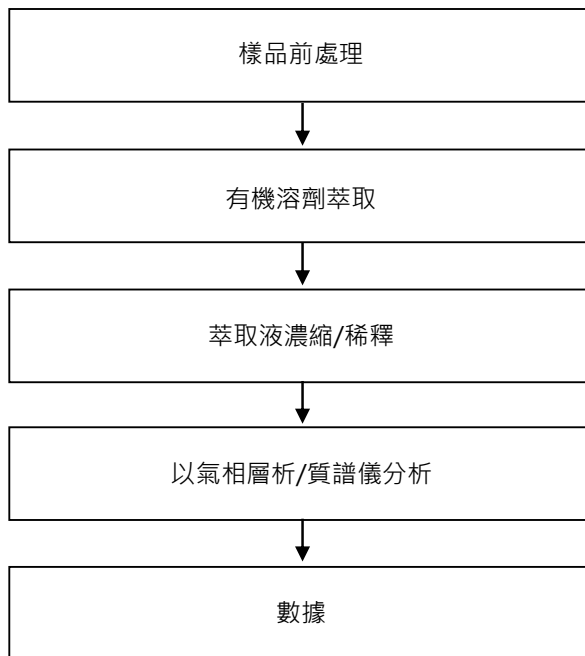 樣品前處理
有機溶劑萃取
萃取液濃縮/稀釋
以氣相層析/質譜儀分析
數據